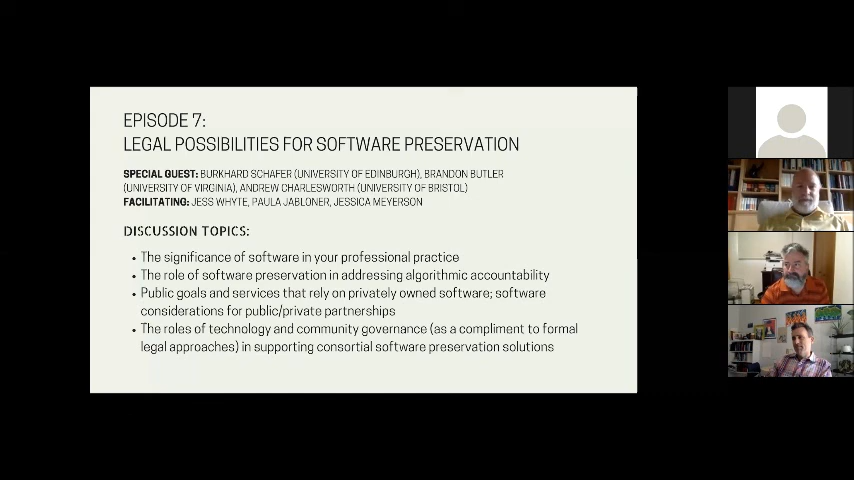 EPISODE 7:
LEGAL POSSIBILITIES FOR SOFTWARE PRESERVATION
SPECIAL GUEST: BURKHARD SCHAFER (UNIVERSITY OF EDINBURGH), BRANDON BUTLER
(UNIVERSITY OF VIRGINIA), ANDREW CHARLESWORTH (UNIVERSITY OF BRISTOL)
FACILITATING: JESS WHYTE, PAULA JABLONER, JESSICA MEYERSON
DISCUSSION TOPICS:
• The significance of software in your professional practice
• The role of software preservation in addressing algorithmic accountability
• Public goals and services that rely on privately owned software; software
considerations for public/private partnerships
• The roles of technology and community governance (as a compliment to formal
legal approaches) in supporting consortial software preservation solutions